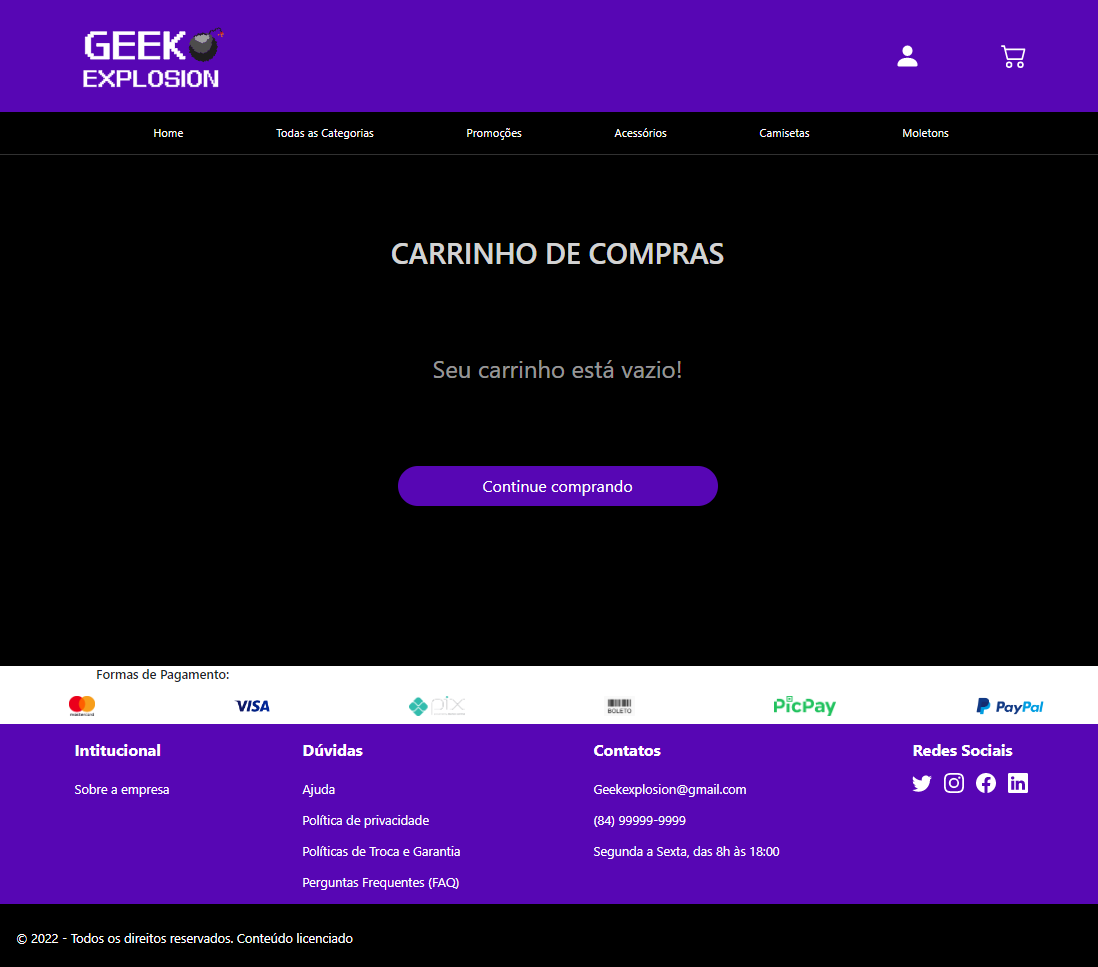 GEEK
EXPLOSION
Home Todas as Categorias Promoções Acessórios Camisetas Moletons
CARRINHO DE COMPRAS
Seu carrinho está vazio!
Continue comprando
Formas de Pagamento:
mastercard VISA pix BOLETO PicPay PayPal
Intitucional Dúvidas Contatos Redes Sociais
Sobre a empresa Ajuda Geekexplosion@gmail.com
Política de privacidade (84) 99999-9999
Políticas de Troca e Garantia Segunda a Sexta, das 8h às 18:00
Perguntas Frequentes (FAQ)
© 2022 - Todos os direitos reservados. Conteúdo licenciado